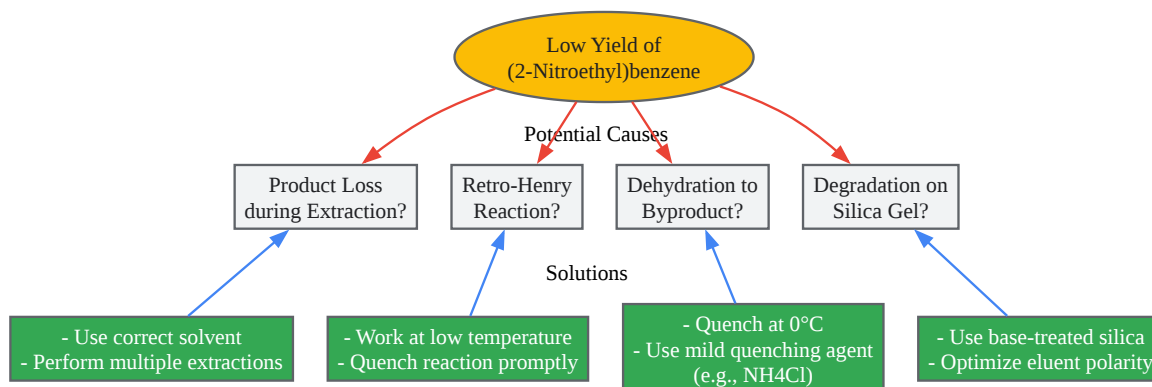 Low Yield of
(2-Nitroethyl)benzene
Potential Causes
Product Loss
during Extraction?
Retro-Henry
Reaction?
Dehydration to
Byproduct?
Degradation on
Silica Gel?
Solutions
- Use correct solvent
- Perform multiple extractions
- Work at low temperature
- Quench reaction promptly
- Quench at 0°C
- Use mild quenching agent
(e.g., NH4Cl)
- Use base-treated silica
- Optimize eluent polarity